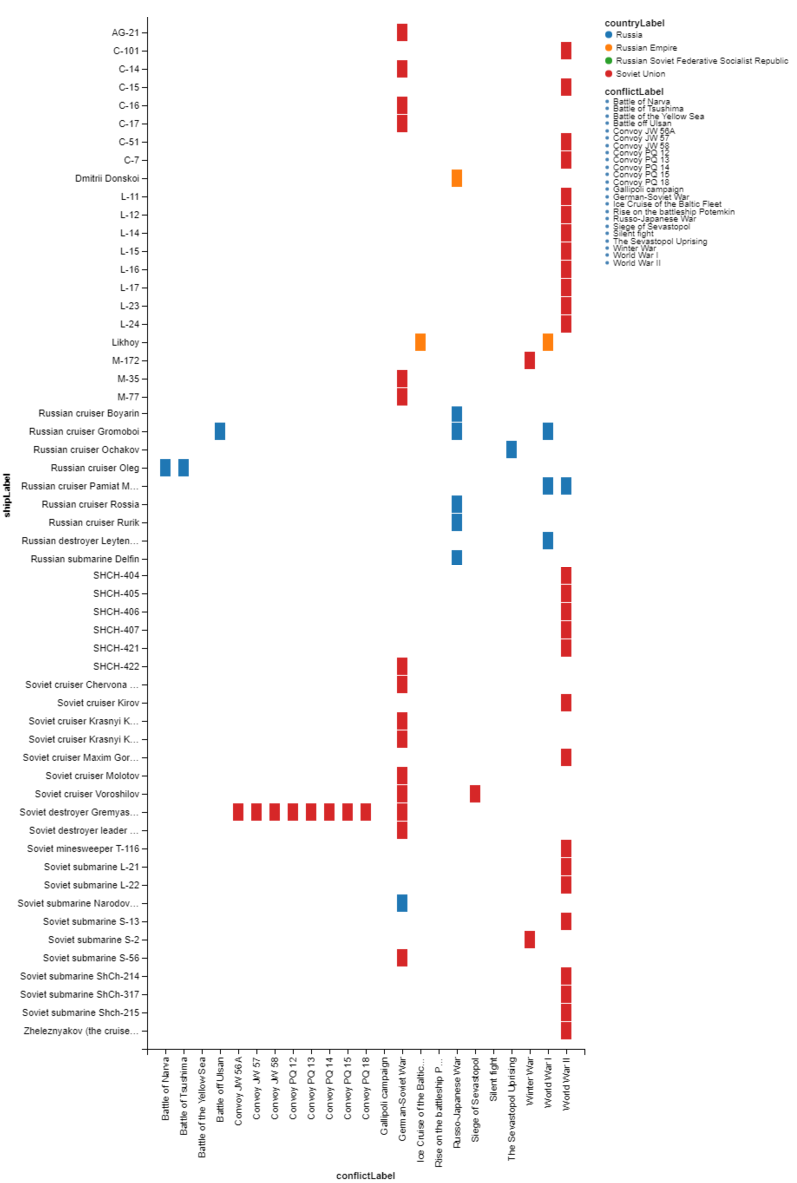 countryLabel
Russia
Russian Empire
Russian Soviet Federative Socialist Republic
Soviet Union
conflictLabel
Battle of Narva
Battle of Tsushima
Battle of the Yellow Sea
Battle off Ulsan
Convoy JW 56A
Convoy JW 57
Convoy JW 58
Convoy PQ 12
Convoy PQ 13
Convoy PQ 14
Convoy PQ 15
Convoy PQ 18
Gallipoli campaign
German-Soviet War
Ice Cruise of the Baltic Fleet
Rise on the battleship Potemkin
Russo-Japanese War
Siege of Sevastopol
Silent fight
The Sevastopol Uprising
Winter War
World War I
World War II
shipLabel
AG-21
C-101
C-14
C-15
C-16
C-17
C-51
C-7
Dmitrii Donskoi
L-11
L-12
L-14
L-15
L-16
L-17
L-23
L-24
Likhoy
M-172
M-35
M-77
Russian cruiser Boyarin
Russian cruiser Gromoboi
Russian cruiser Ochakov
Russian cruiser Oleg
Russian cruiser Pamiat M...
Russian cruiser Rossia
Russian cruiser Rurik
Russian destroyer Leyten...
Russian submarine Delfin
SHCH-404
SHCH-405
SHCH-406
SHCH-407
SHCH-421
SHCH-422
Soviet cruiser Chervona ...
Soviet cruiser Kirov
Soviet cruiser Krasnyi K...
Soviet cruiser Krasnyi K...
Soviet cruiser Maxim Gor...
Soviet cruiser Molotov
Soviet cruiser Voroshilov
Soviet destroyer Gremyas...
Soviet destroyer leader ...
Soviet minesweeper T-116
Soviet submarine L-21
Soviet submarine L-22
Soviet submarine Narodov...
Soviet submarine S-13
Soviet submarine S-2
Soviet submarine S-56
Soviet submarine ShCh-214
Soviet submarine ShCh-317
Soviet submarine Shch-215
Zheleznyakov (the cruise...
Battle of Narva
Battle of Tsushima
Battle of the Yellow Sea
Battle off Ulsan
Convoy JW 56A
Convoy JW 57
Convoy JW 58
Convoy PQ 12
Convoy PQ 13
Convoy PQ 14
Convoy PQ 15
Convoy PQ 18
Gallipoli campaign
German-Soviet War
Ice Cruise of the Baltic...
Rise on the battleship P...
Russo-Japanese War
Siege of Sevastopol
Silent fight
The Sevastopol Uprising
Winter War
World War I
World War II
conflictLabel